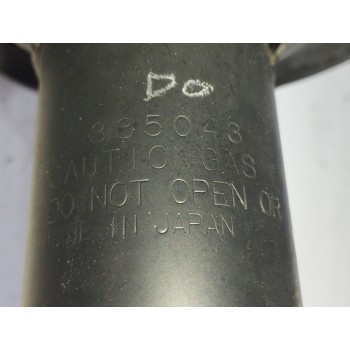 DO
335043
CAUTION GAS
DO NOT OPEN OR
IN JAPAN